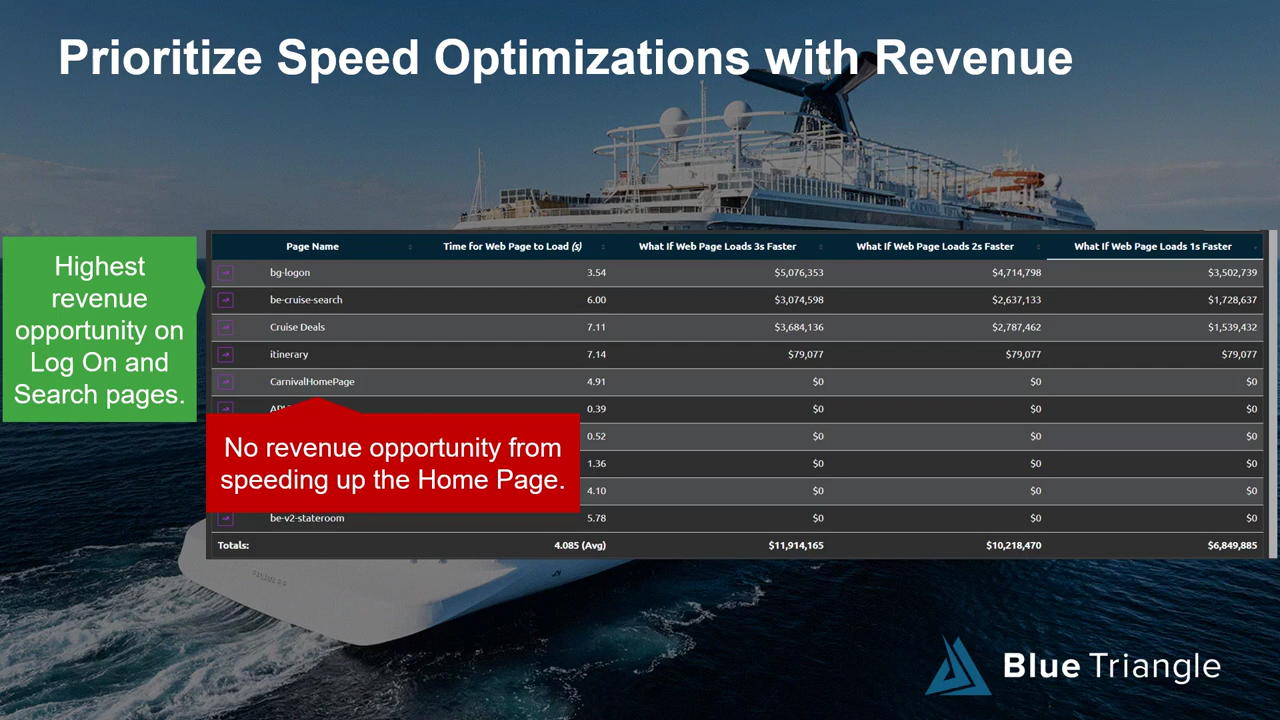 Prioritize Speed Optimizations with Revenue
Highest
revenue
opportunity on
Log On and
Search pages.
Page Name Time for Web Page to Load (s) What If Web Page Loads 3s Faster What If Web Page Loads 2s Faster What If Web Page Loads 1s Faster
bg-logon 3.54 $5,076,353 $4,714,798 $3,502,739
be-cruise-search 6.00 $3,074,598 $2,637,133 $1,728,637
Cruise Deals 7.11 $3,684,136 $2,787,462 $1,539,432
itinerary 7.14 $79,077 $79,077 $79,077
CarnivalHomePage 4.91 $0 $0 $0
0.39 $0 $0 $0
0.52 $0 $0 $0
1.36 $0 $0 $0
4.10 $0 $0 $0
be-v2-stateroom 5.78 $0 $0 $0
Totals: 4.085 (Avg) $11,914,165 $10,218,470 $6,849,885
No revenue opportunity from
speeding up the Home Page.
Blue Triangle